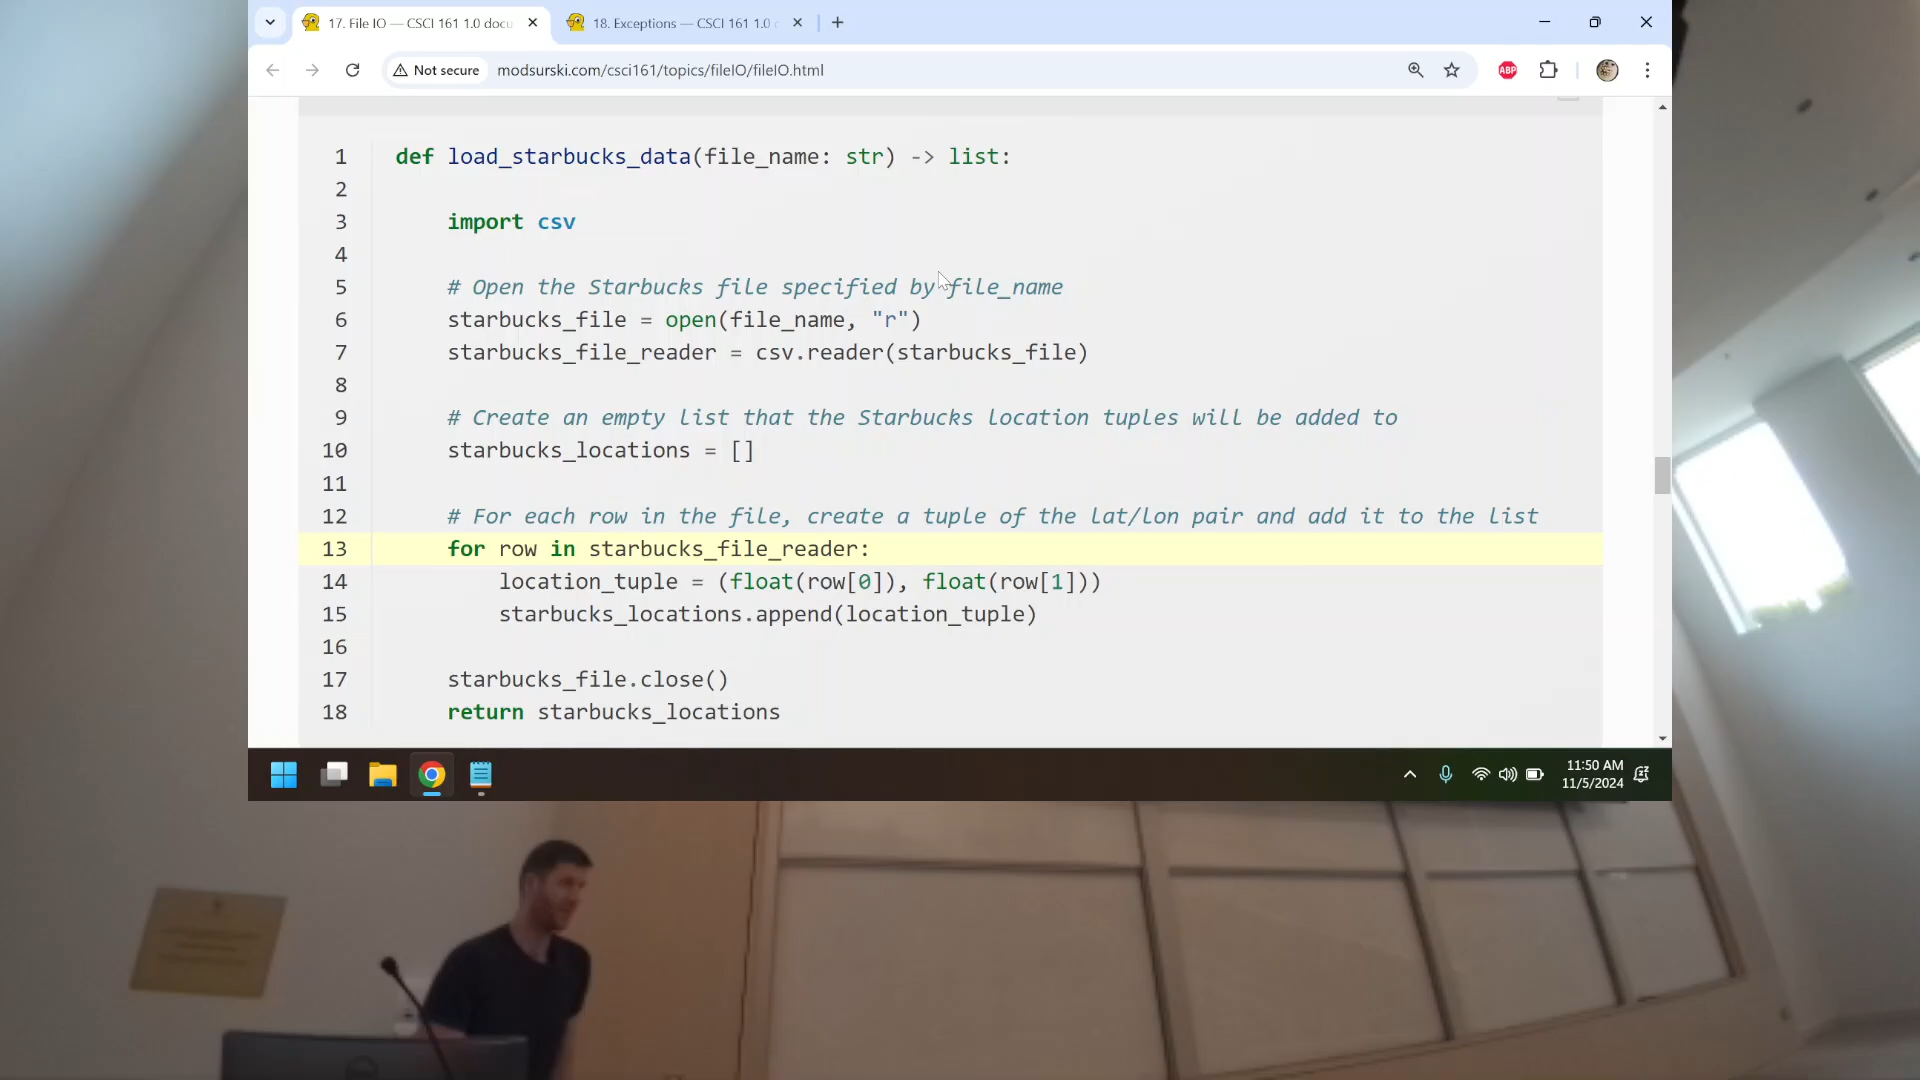 17. File IO — CSCI 161 1.0 docu
18. Exceptions — CSCI 161 1.0
Not secure
modsurski.com/csci161/topics/fileIO/fileIO.html
ABP
1 def load_starbucks_data(file_name: str) -> list:
2
3 import csv
4
5 # Open the Starbucks file specified by file_name
6 starbucks_file = open(file_name, "r")
7 starbucks_file_reader = csv.reader(starbucks_file)
8
9 # Create an empty list that the Starbucks location tuples will be added to
10 starbucks_locations = []
11
12 # For each row in the file, create a tuple of the lat/lon pair and add it to the list
13 for row in starbucks_file_reader:
14 location_tuple = (float(row[0]), float(row[1]))
15 starbucks_locations.append(location_tuple)
16
17 starbucks_file.close()
18 return starbucks_locations
11:50 AM
11/5/2024